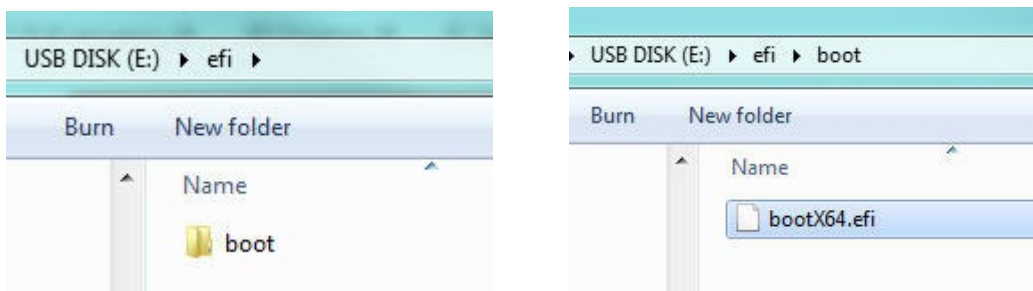 USB DISK (E:) ▸ efi ▸
Burn New folder
Name
boot
▸ USB DISK (E:) ▸ efi ▸ boot
Burn New folder
Name
bootX64.efi